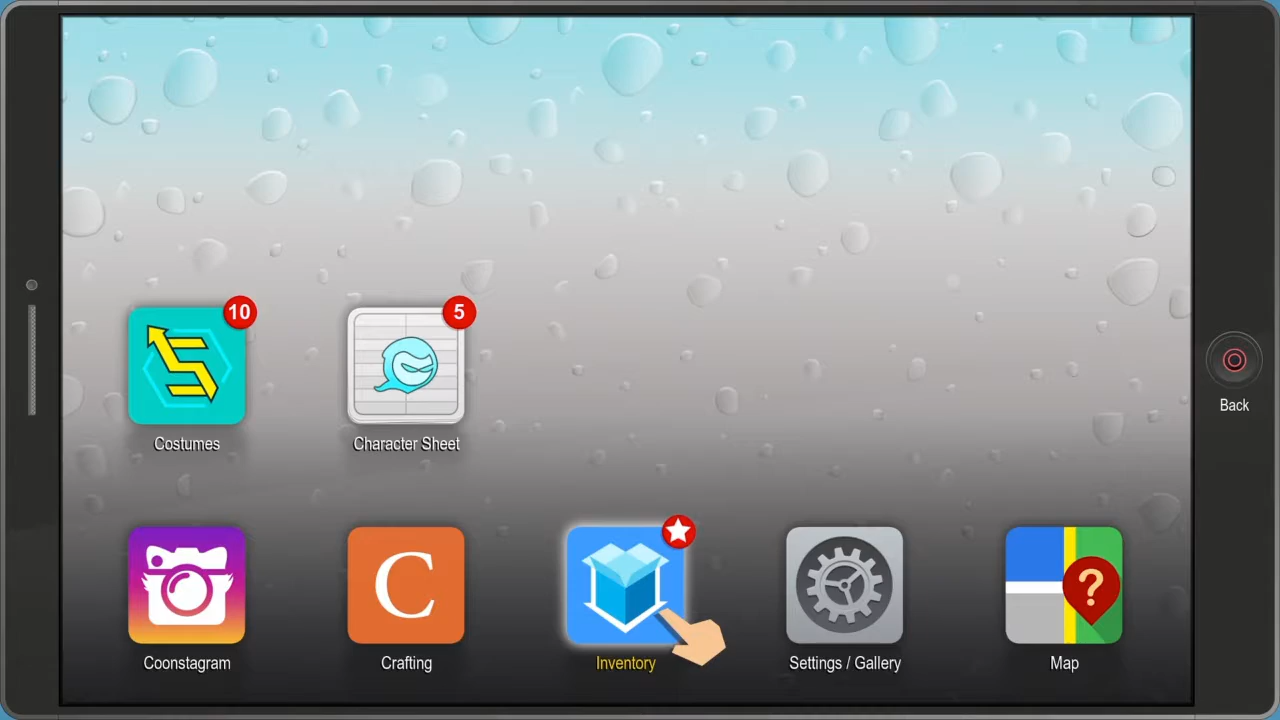 10
5
Costumes
Character Sheet
Back
C
?
Coonstagram
Crafting
Inventory
Settings / Gallery
Map